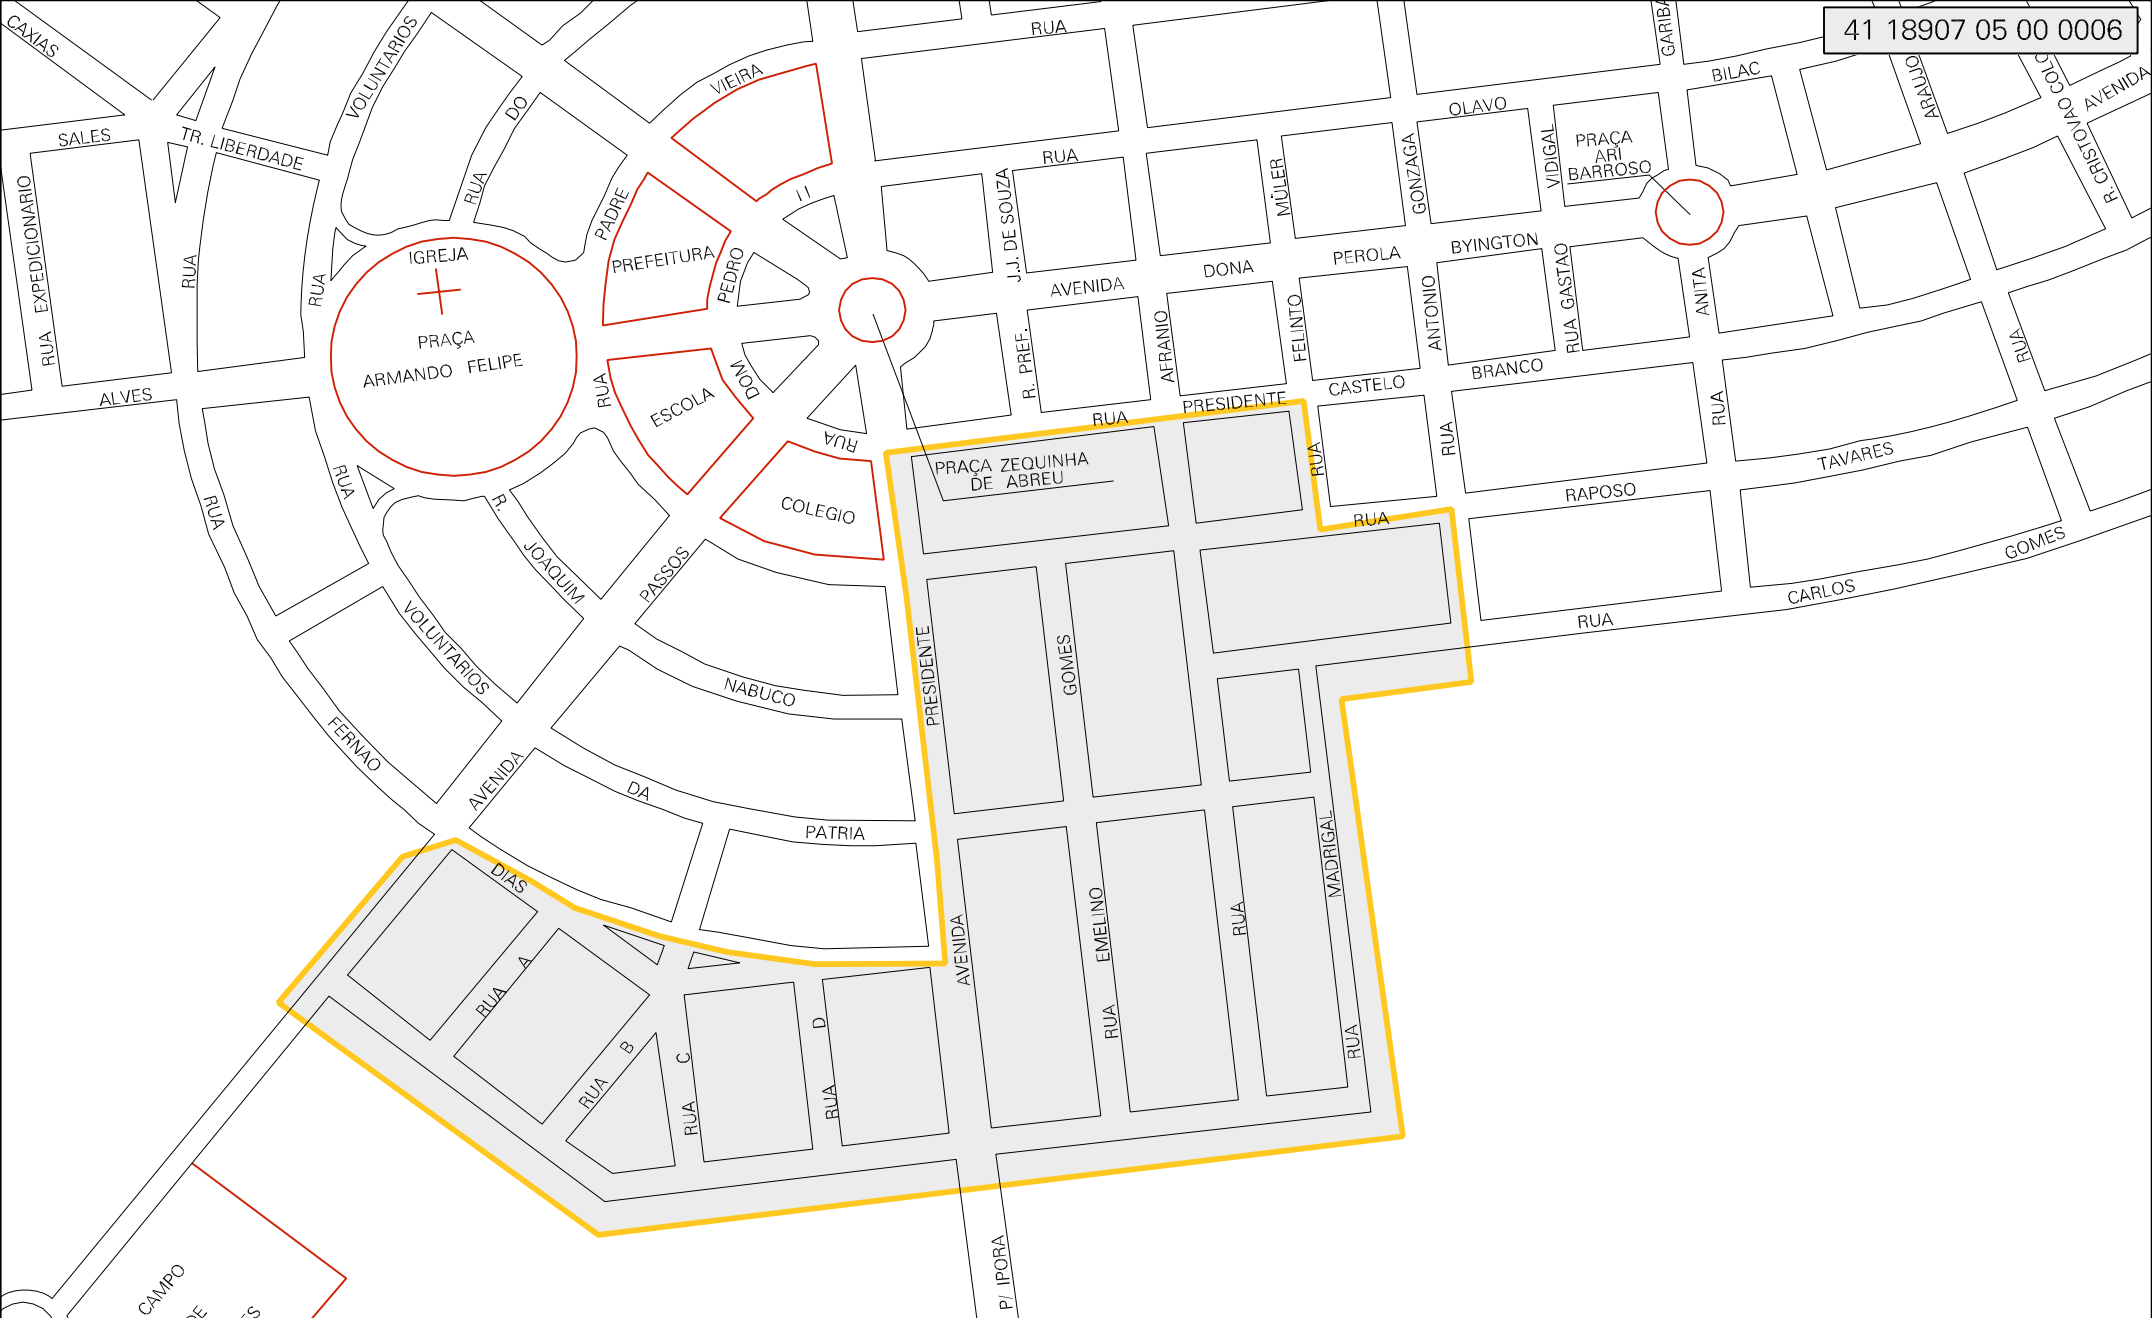 41 18907 05 00 0006
CAXIAS
VOLUNTARIOS
RUA
GARIBA
VIEIRA
BILAC
ARAUJO
R. CRISTOVAO COLO
AVENIDA
SALES
TR. LIBERDADE
RUA DO
OLAVO
RUA
PRAÇA
ARI
BARROSO
RUA EXPEDICIONARIO
RUA
RUA
PADRE
II
J.J. DE SOUZA
R. PREF.
MÜLER
GONZAGA
VIDIGAL
IGREJA
PREFEITURA
PEDRO
AVENIDA
DONA
PEROLA
BYINGTON
PRAÇA
ARMANDO FELIPE
AFRANIO
FELINTO
ANTONIO
RUA GASTAO
ANITA
RUA
ALVES
RUA
ESCOLA
DOM
RUA
RUA
PRESIDENTE
CASTELO
BRANCO
RUA
RUA
RUA
RUA
RUA
R.
JOAQUIM
COLEGIO
PRAÇA ZEQUINHA
DE ABREU
RUA
RAPOSO
TAVARES
PASSOS
VOLUNTARIOS
NABUCO
PRESIDENTE
GOMES
RUA
CARLOS
GOMES
FERNAO
AVENIDA
DA
PATRIA
MADRIGAL
DIAS
AVENIDA
EMELINO
RUA
RUA A
RUA B
RUA C
RUA D
RUA
RUA
P/ IPORA
CAMPO
DE
ES